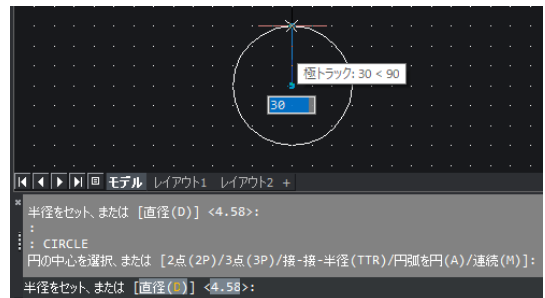 極トラック: 30 < 90
30
モデル レイアウト1 レイアウト2 +
半径をセット、または [直径(D)] <4.58>:
:
: CIRCLE
円の中心を選択、または [2点(2P)/3点(3P)/接-接-半径(TTR)/円弧を円(A)/連続(M)]:
半径をセット、または [直径(D)] <4.58>: